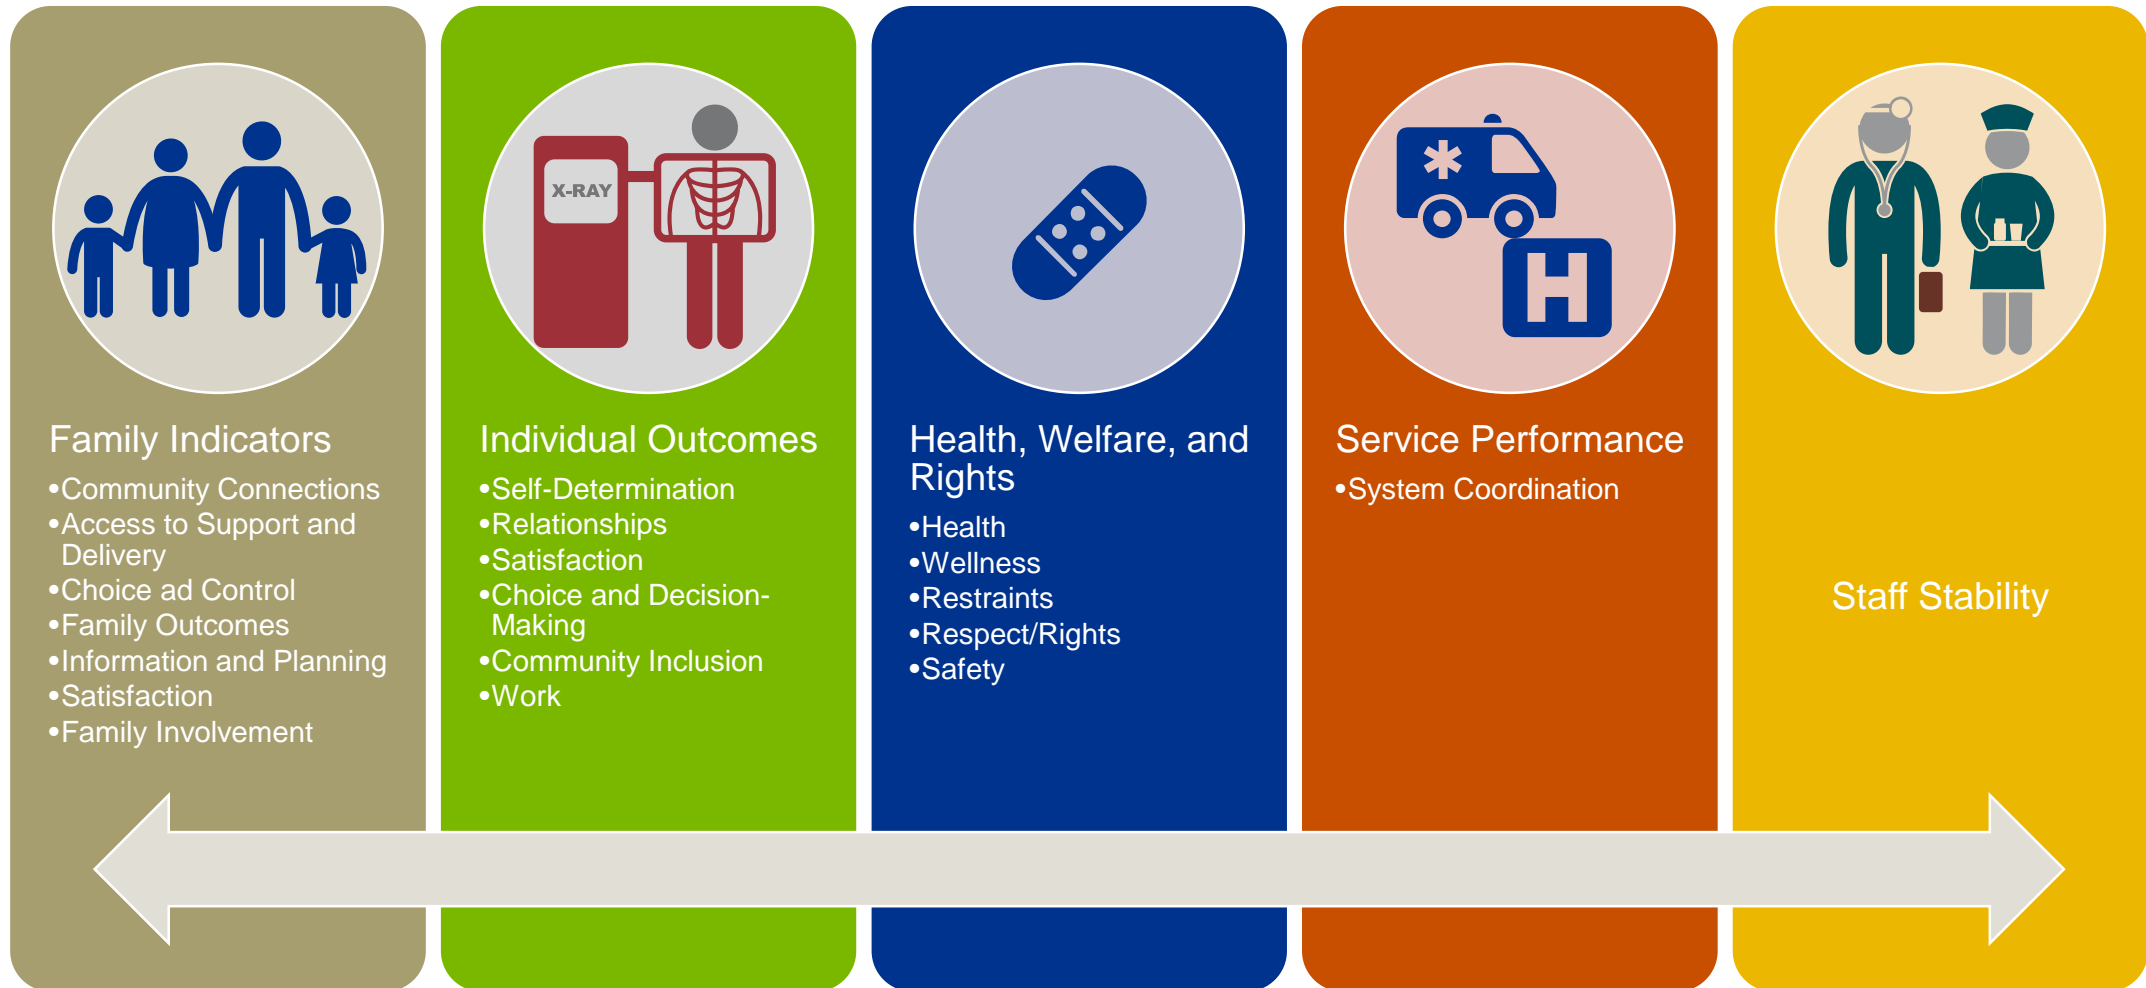 X-RAY
H
Family Indicators
•Community Connections
•Access to Support and
Delivery
•Choice ad Control
•Family Outcomes
•Information and Planning
•Satisfaction
•Family Involvement
Individual Outcomes
•Self-Determination
•Relationships
•Satisfaction
•Choice and Decision-
Making
•Community Inclusion
•Work
Health, Welfare, and
Rights
•Health
•Wellness
•Restraints
•Respect/Rights
•Safety
Service Performance
•System Coordination
Staff Stability